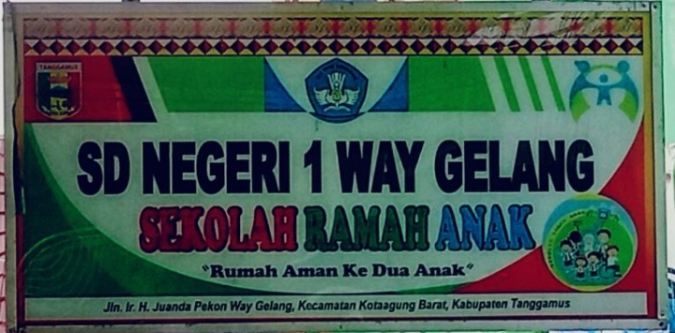 TANGGAMUS
SD NEGERI 1 WAY GELANG
SEKOLAH RAMAH ANAK
"Rumah Aman Ke Dua Anak"
Jln. Ir. H. Juanda Pekon Way Gelang, Kecamatan Kotaagung Barat, Kabupaten Tanggamus